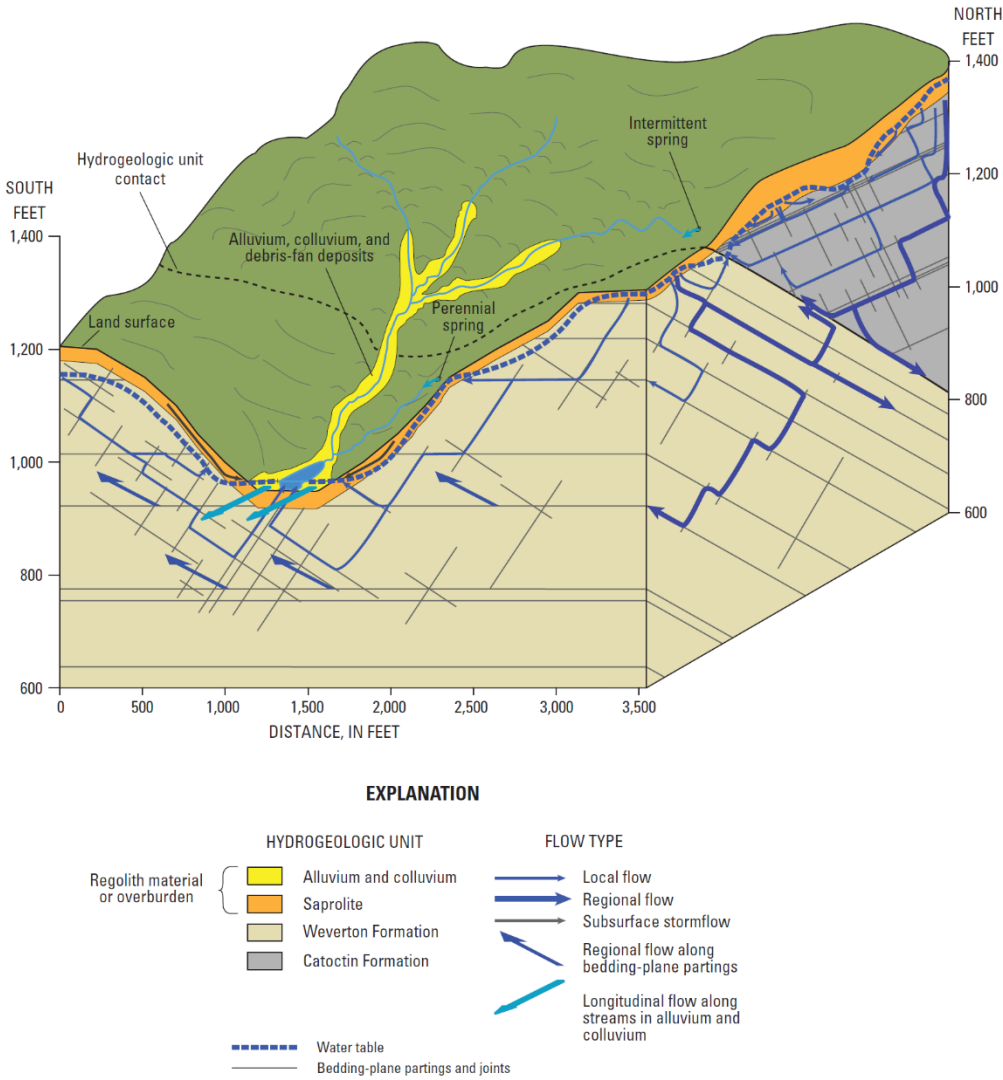 NORTH
FEET
1,400
1,200
1,000
800
600
Intermittent
spring
Hydrogeologic unit
contact
SOUTH
FEET
1,400
Alluvium, colluvium, and
debris-fan deposits
Perennial
spring
Land surface
1,200
1,000
800
600
0
500
1,000
1,500
2,000
2,500
3,000
3,500
DISTANCE, IN FEET
EXPLANATION
HYDROGEOLOGIC UNIT
Regolith material
or overburden
Alluvium and colluvium
Saprolite
Weverton Formation
Catoctin Formation
FLOW TYPE
Local flow
Regional flow
Subsurface stormflow
Regional flow along
bedding-plane partings
Longitudinal flow along
streams in alluvium and
colluvium
Water table
Bedding-plane partings and joints